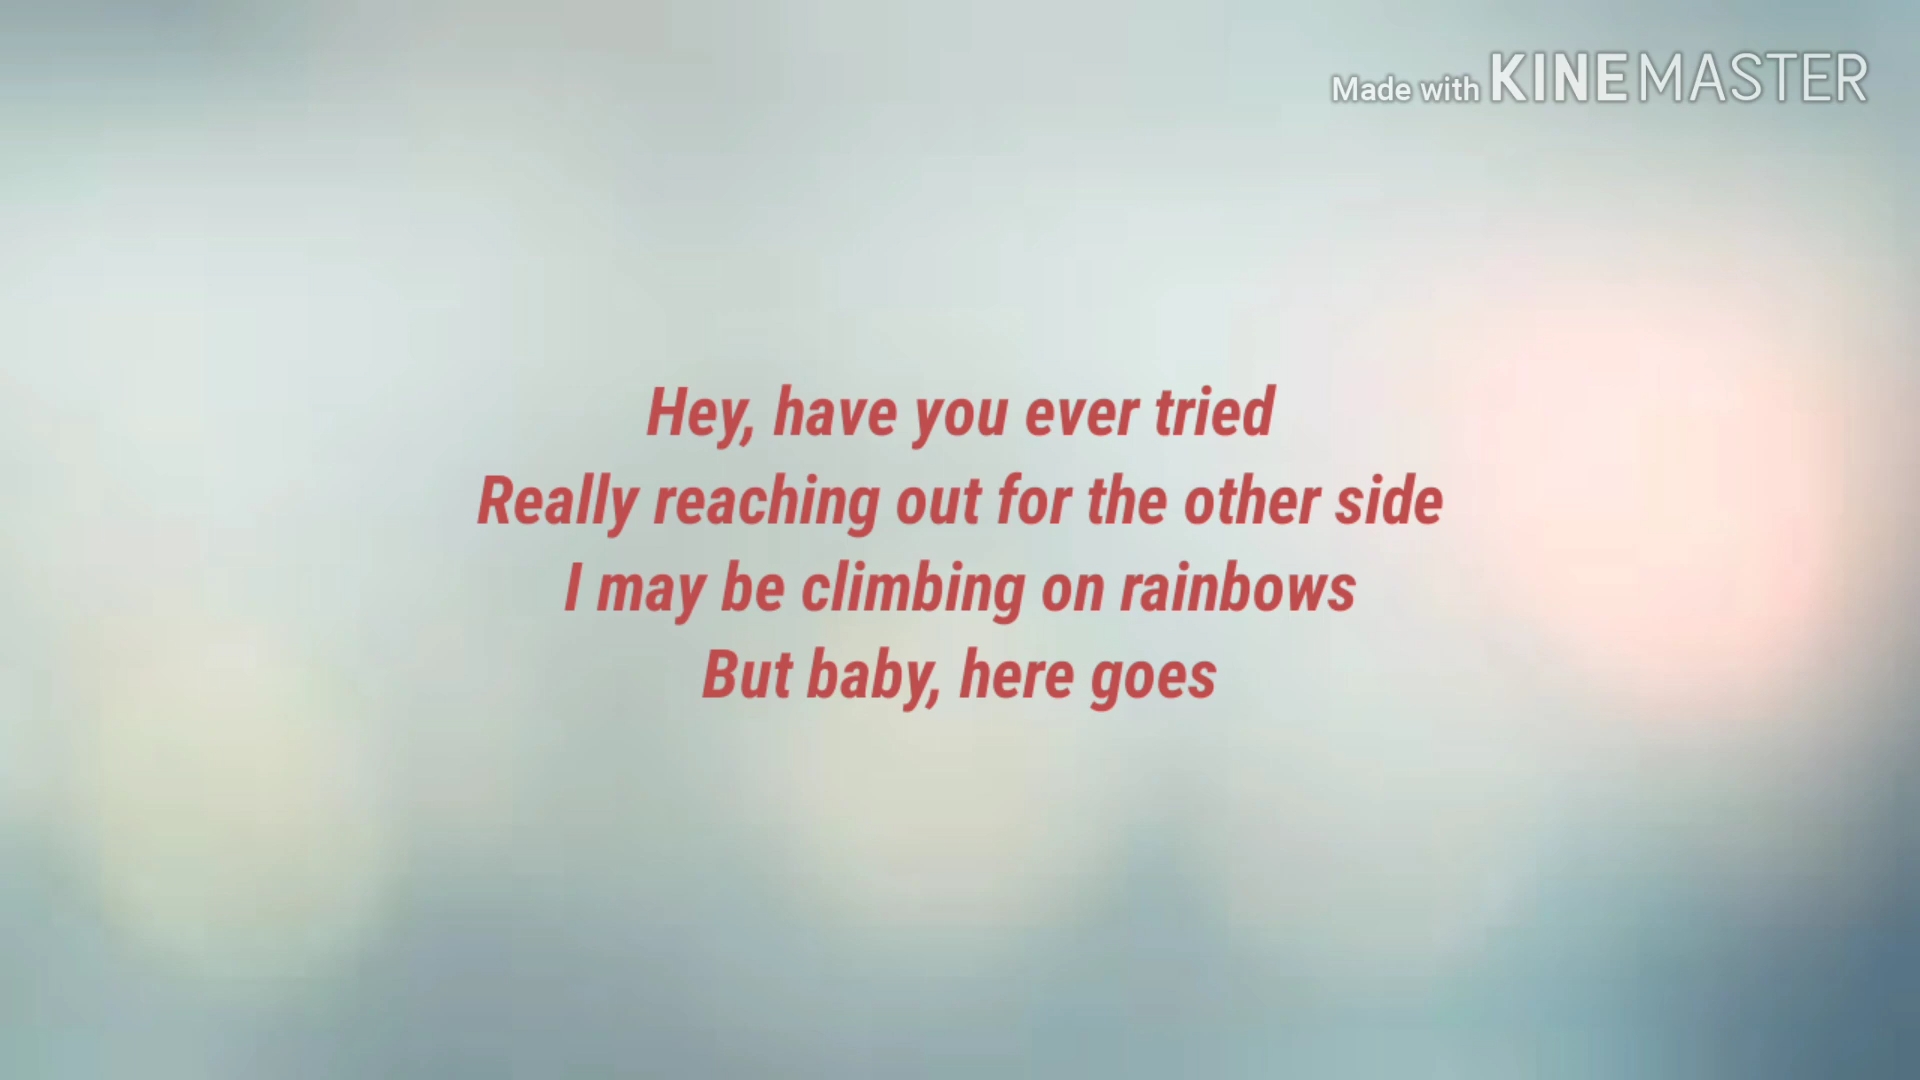 Made with KINEMASTER
Hey, have you ever tried
Really reaching out for the other side
I may be climbing on rainbows
But baby, here goes